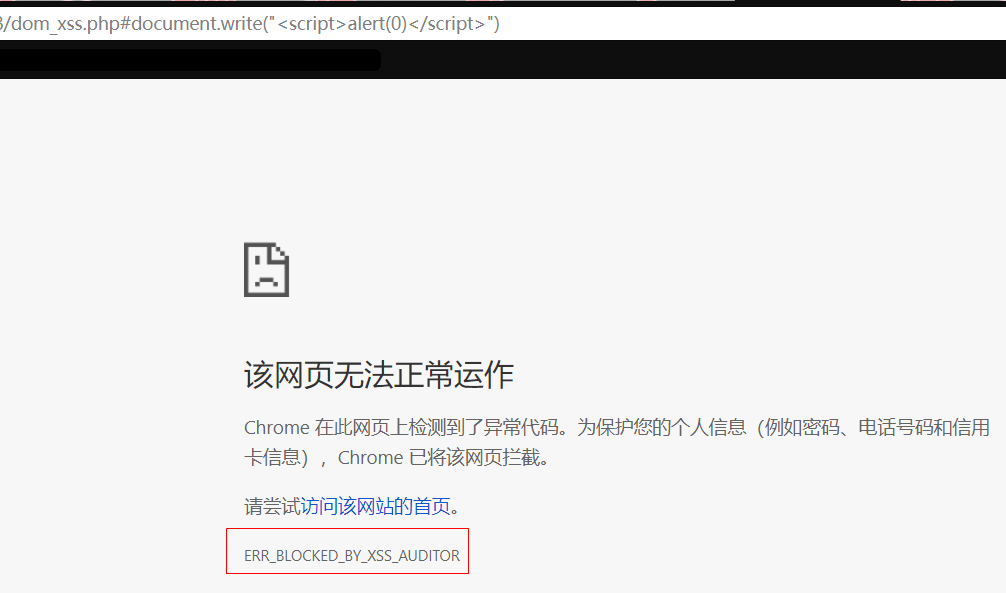 3/dom_xss.php#document.write("<script>alert(0)</script>")
该网页无法正常运作
Chrome 在此网页上检测到了异常代码。为保护您的个人信息（例如密码、电话号码和信用
卡信息），Chrome 已将该网页拦截。
请尝试访问该网站的首页。
ERR_BLOCKED_BY_XSS_AUDITOR